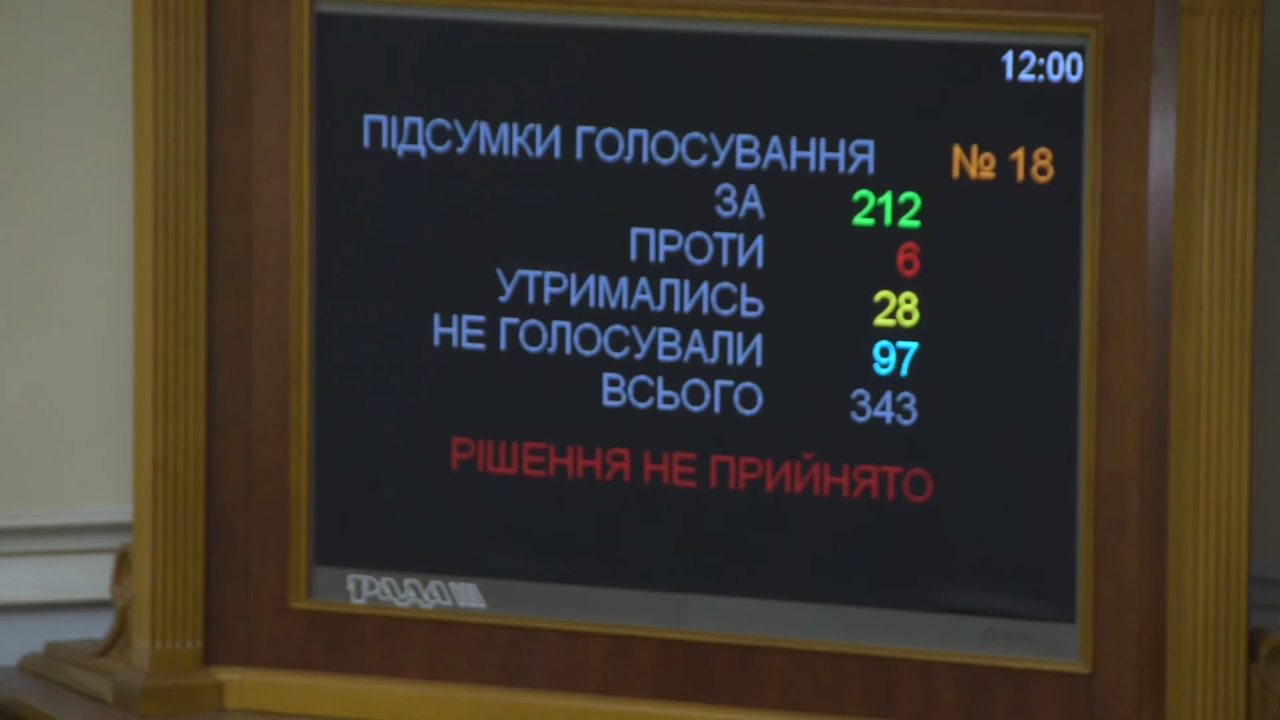 12:00
ПІДСУМКИ ГОЛОСУВАННЯ № 18
ЗА 212
ПРОТИ 6
УТРИМАЛИСЬ 28
НЕ ГОЛОСУВАЛИ 97
ВСЬОГО 343
РІШЕННЯ НЕ ПРИЙНЯТО
РАДА III